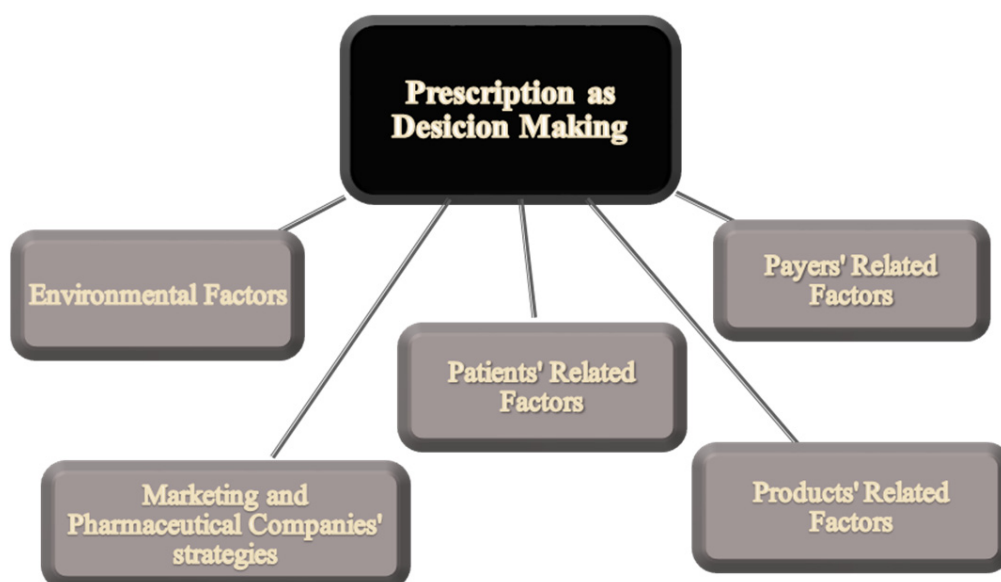 Prescription as
Desicion Making
Environmental Factors
Payers' Related
Factors
Patients' Related
Factors
Marketing and
Pharmaceutical Companies'
strategies
Products' Related
Factors